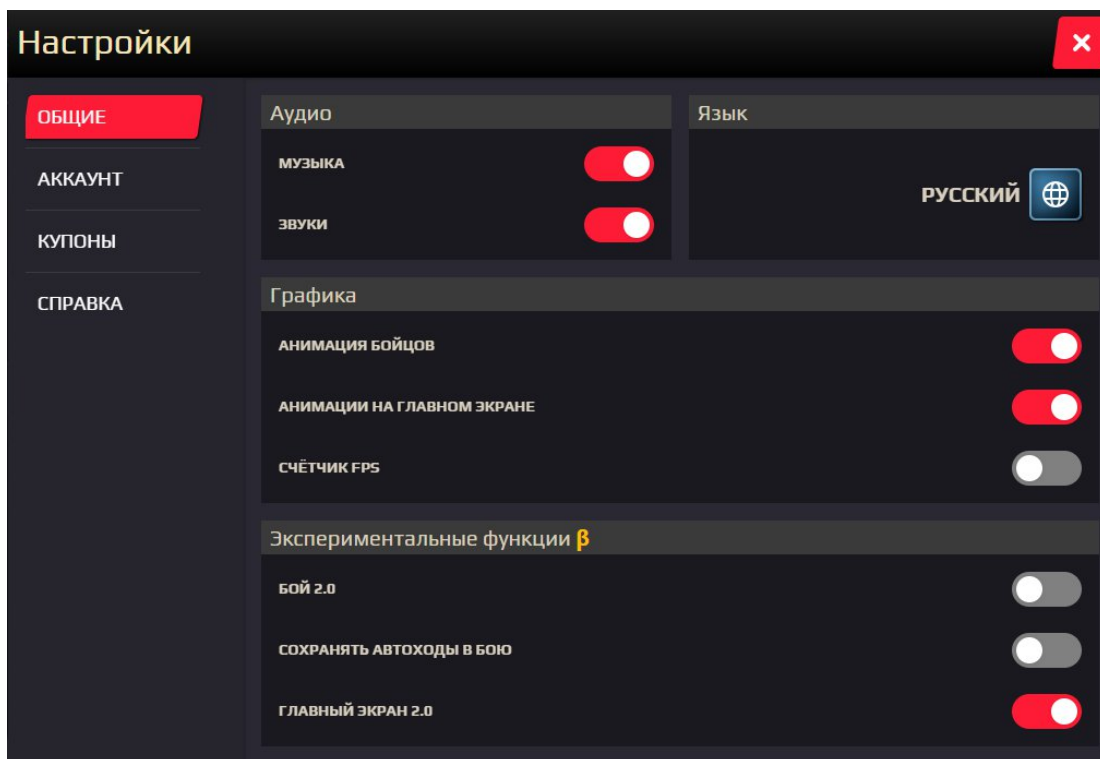 Настройки
ОБЩИЕ
АККАУНТ
КУПОНЫ
СПРАВКА
Аудио
МУЗЫКА
ЗВУКИ
Язык
РУССКИЙ
Графика
АНИМАЦИЯ БОЙЦОВ
АНИМАЦИИ НА ГЛАВНОМ ЭКРАНЕ
СЧЁТЧИК FPS
Экспериментальные функции β
БОЙ 2.0
СОХРАНЯТЬ АВТОХОДЫ В БОЮ
ГЛАВНЫЙ ЭКРАН 2.0